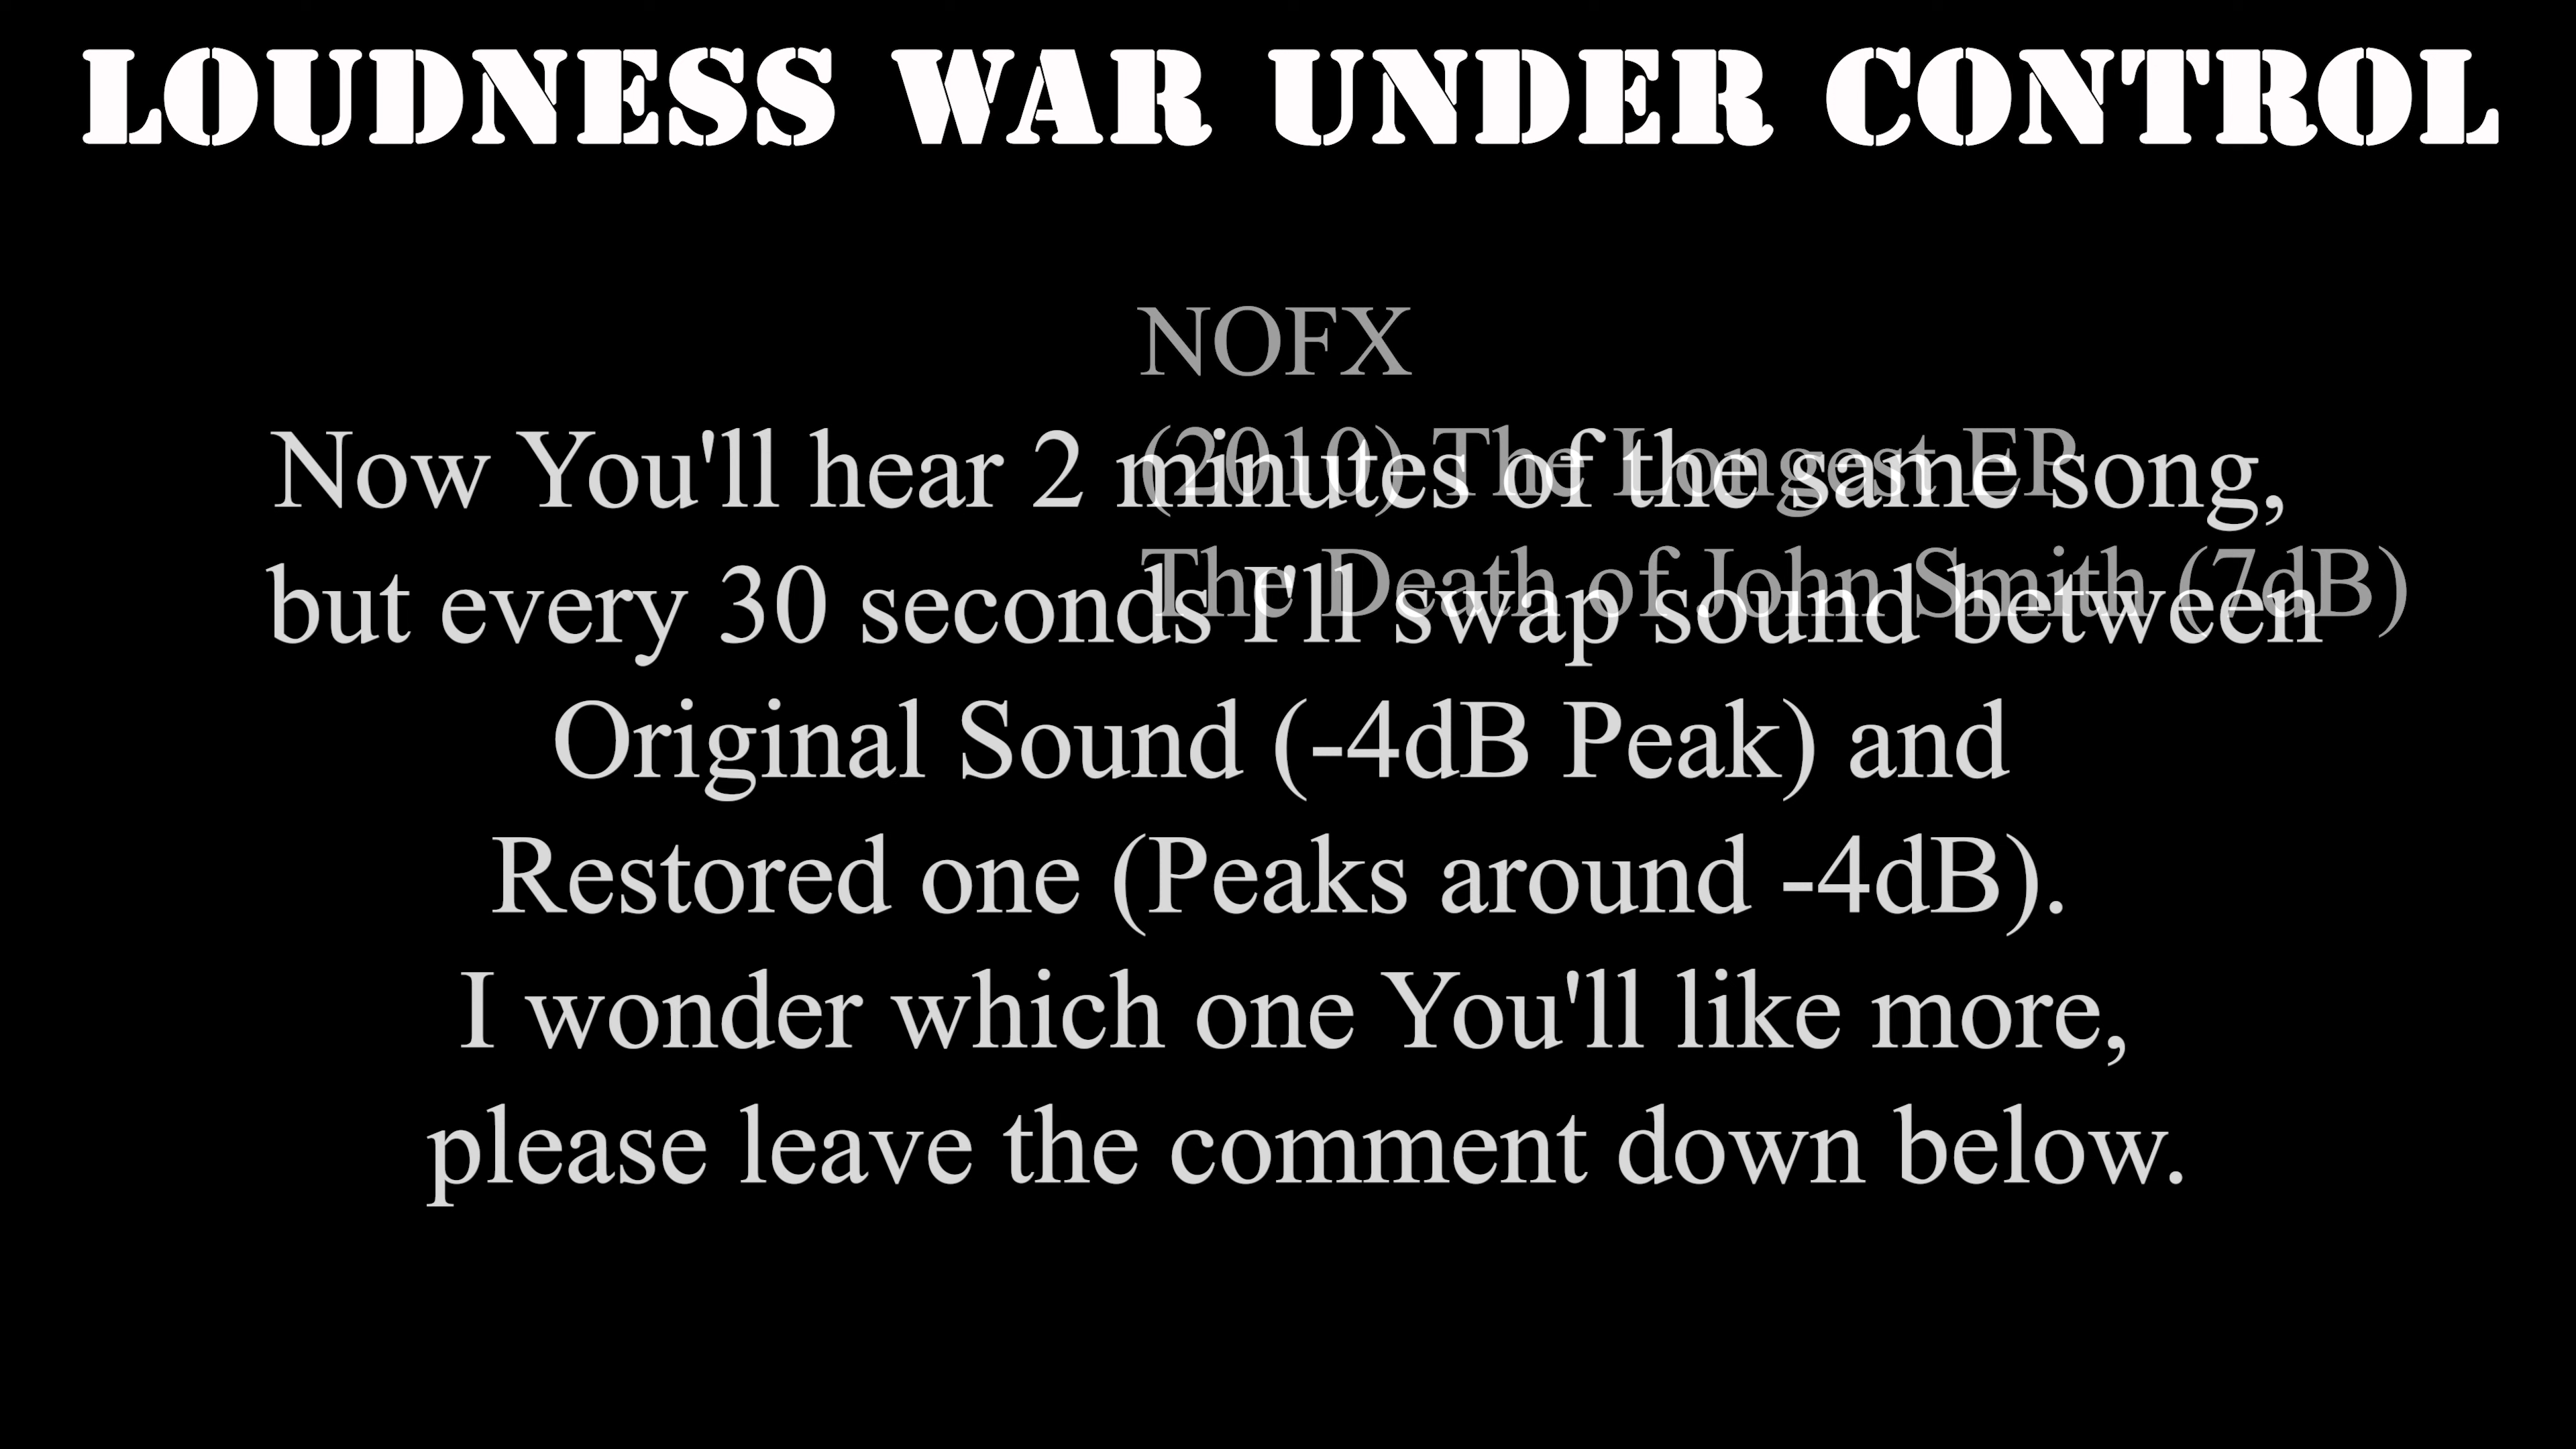 LOUDNESS WAR UNDER CONTROL
NOFX
(2010) The Longest EP
Now You'll hear 2 minutes of the same song,
The Death of John Smith (7dB)
but every 30 seconds I'll swap sound between
Original Sound (-4dB Peak) and
Restored one (Peaks around -4dB).
I wonder which one You'll like more,
please leave the comment down below.